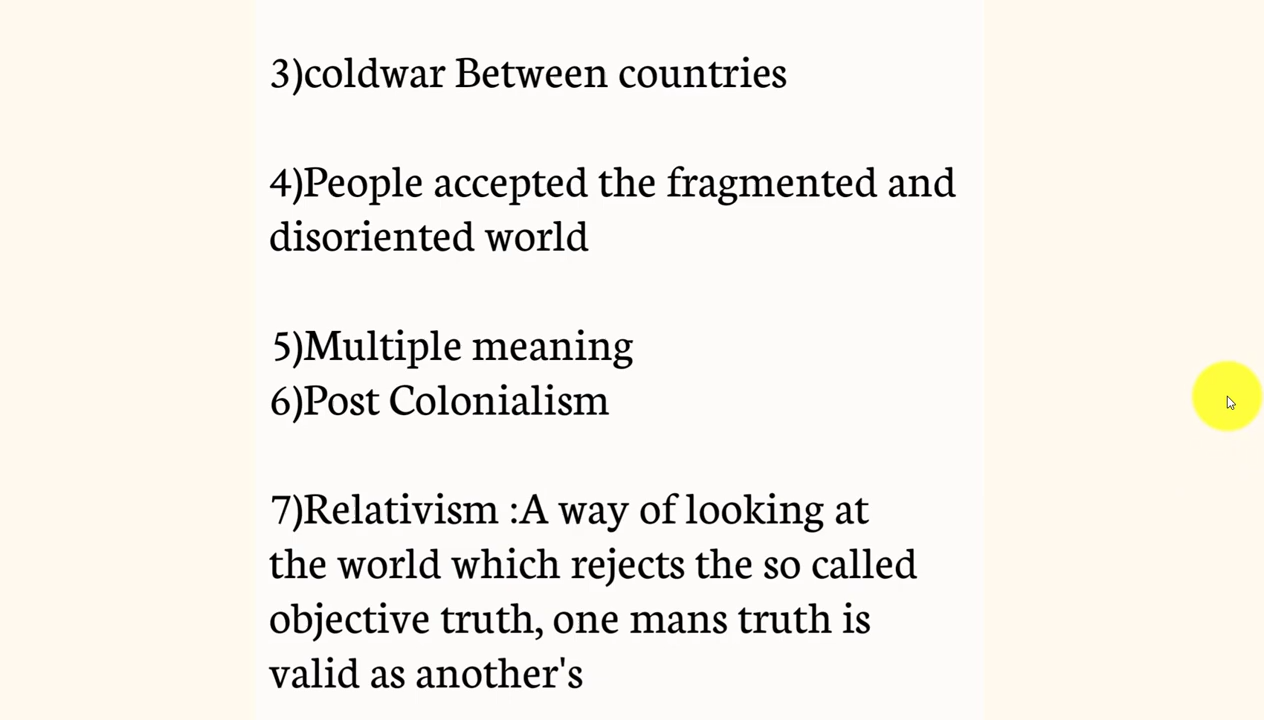 3)coldwar Between countries
4)People accepted the fragmented and
disoriented world
5)Multiple meaning
6)Post Colonialism
7)Relativism :A way of looking at
the world which rejects the so called
objective truth, one mans truth is
valid as another's